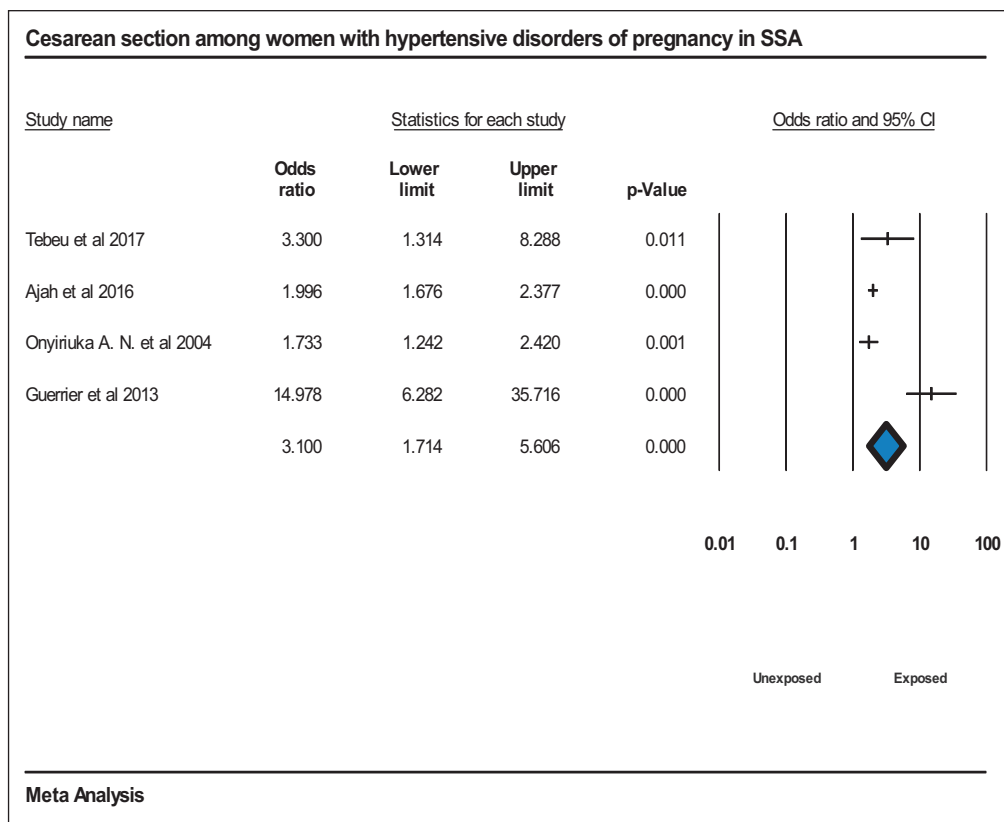 Cesarean section among women with hypertensive disorders of pregnancy in SSA
Study name Statistics for each study Odds ratio and 95% CI
Odds ratio Lower limit Upper limit p-Value
Tebeu et al 2017 3.300 1.314 8.288 0.011
Ajah et al 2016 1.996 1.676 2.377 0.000
Onyiriuka A. N. et al 2004 1.733 1.242 2.420 0.001
Guerrier et al 2013 14.978 6.282 35.716 0.000
3.100 1.714 5.606 0.000
0.01 0.1 1 10 100
Unexposed Exposed
Meta Analysis